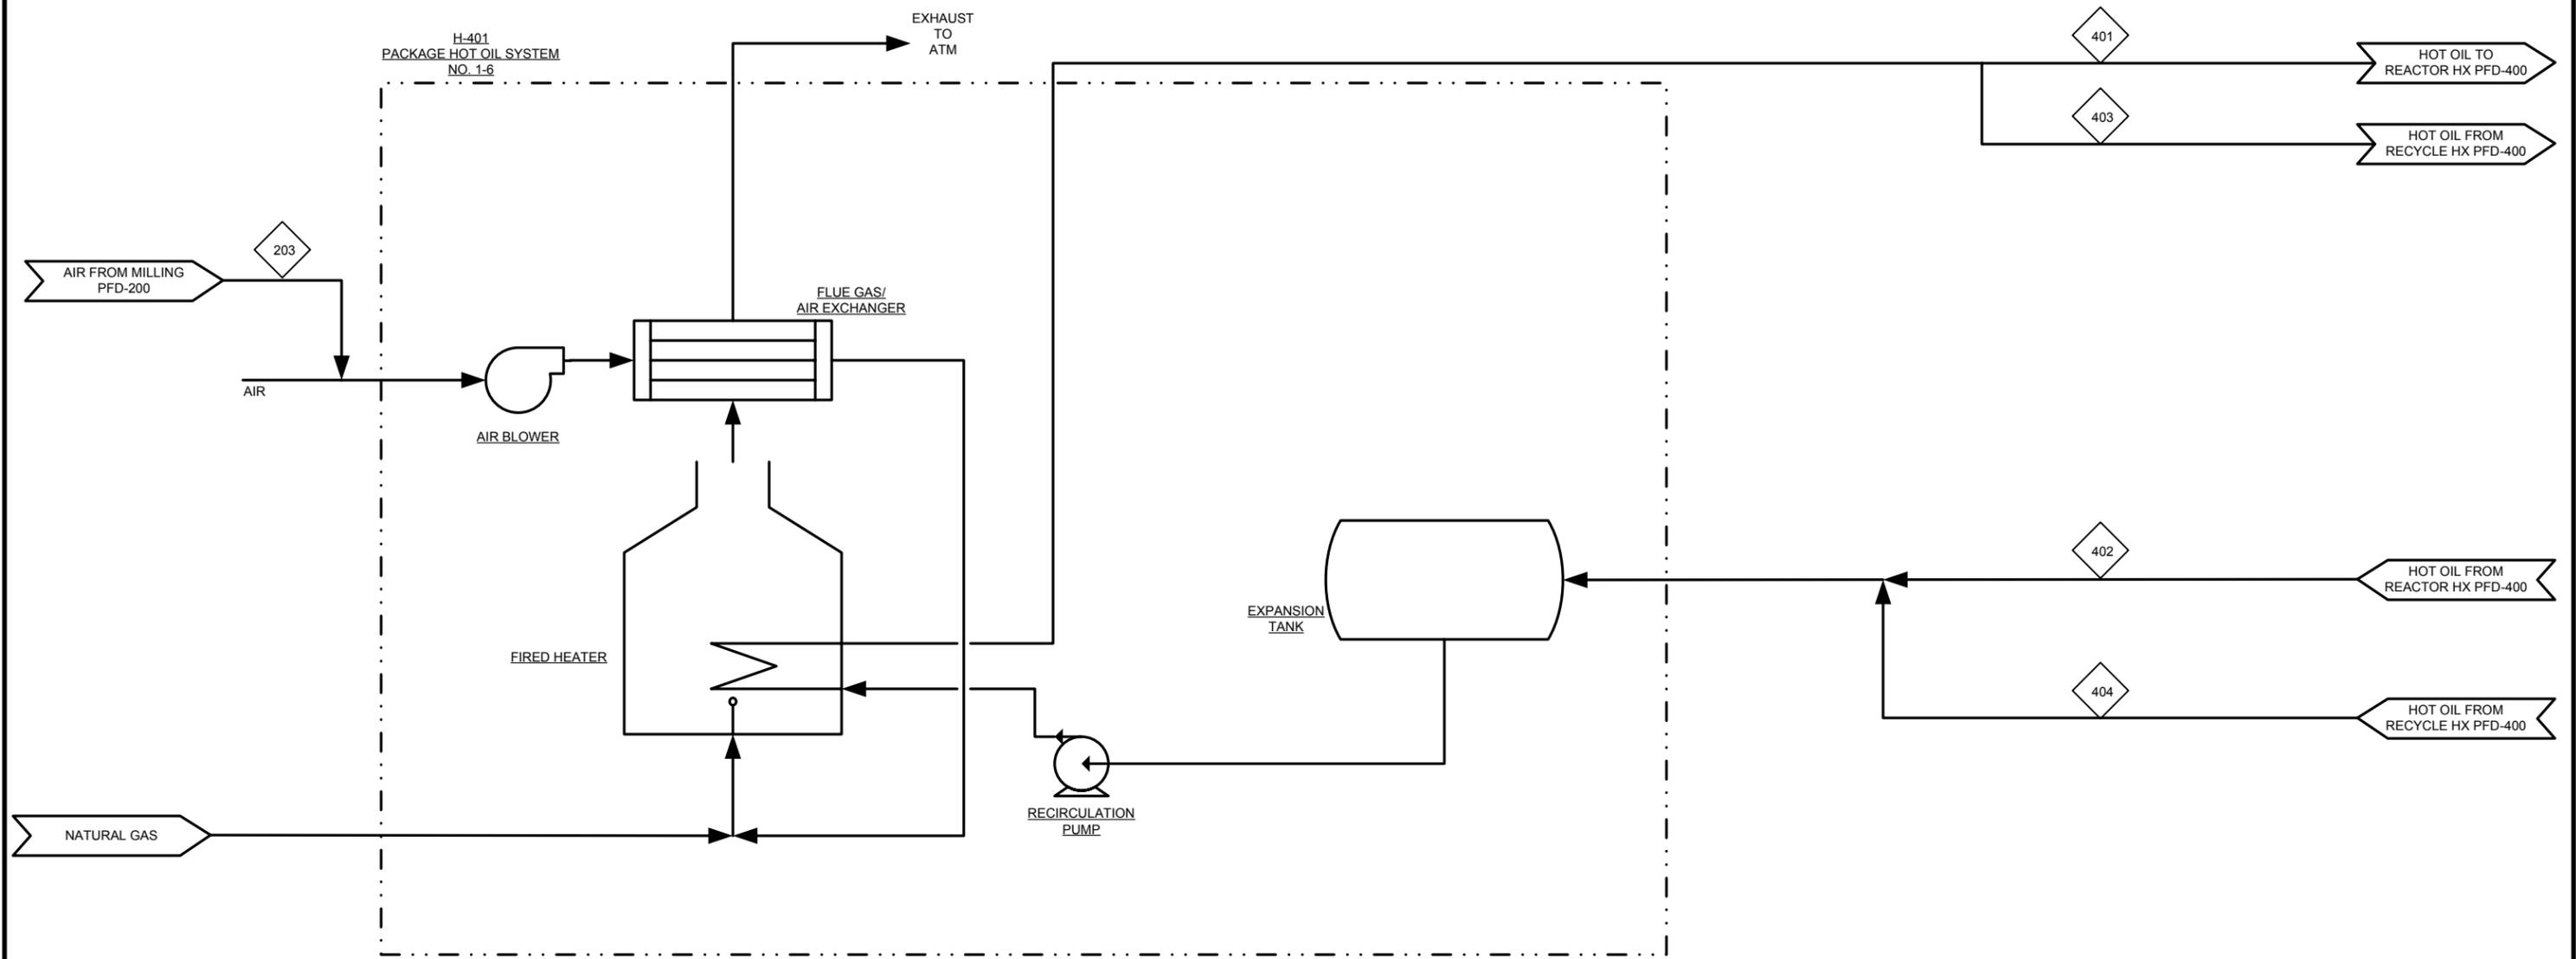 EXHAUST
TO
ATM
H-401
PACKAGE HOT OIL SYSTEM
NO. 1-6
401
HOT OIL TO
REACTOR HX PFD-400
403
HOT OIL FROM
RECYCLE HX PFD-400
203
AIR FROM MILLING
PFD-200
FLUE GAS/
AIR EXCHANGER
AIR
AIR BLOWER
402
HOT OIL FROM
REACTOR HX PFD-400
EXPANSION
TANK
FIRED HEATER
404
HOT OIL FROM
RECYCLE HX PFD-400
RECIRCULATION
PUMP
NATURAL GAS